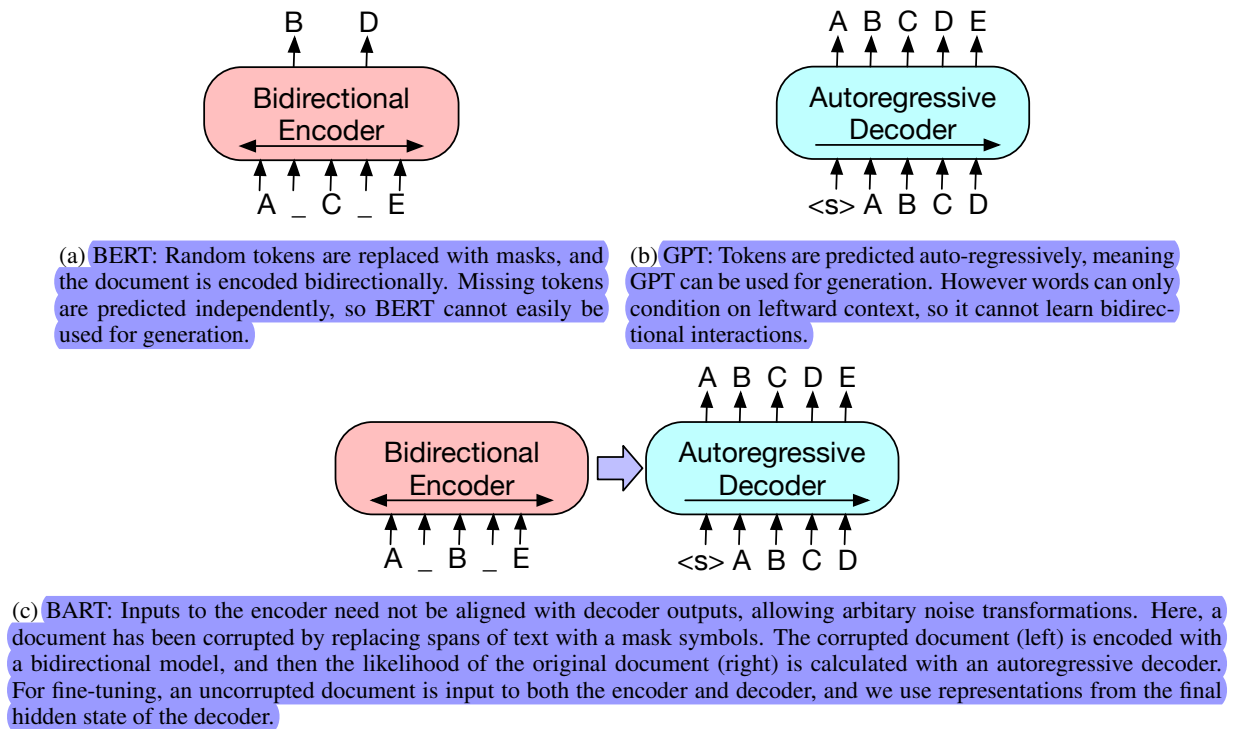 B D
Bidirectional
Encoder
A _ C _ E
A B C D E
Autoregressive
Decoder
<s> A B C D
(a) BERT: Random tokens are replaced with masks, and
the document is encoded bidirectionally. Missing tokens
are predicted independently, so BERT cannot easily be
used for generation.
(b) GPT: Tokens are predicted auto-regressively, meaning
GPT can be used for generation. However words can only
condition on leftward context, so it cannot learn bidirec-
tional interactions.
Bidirectional
Encoder
A _ B _ E
A B C D E
Autoregressive
Decoder
<s> A B C D
(c) BART: Inputs to the encoder need not be aligned with decoder outputs, allowing arbitary noise transformations. Here, a
document has been corrupted by replacing spans of text with a mask symbols. The corrupted document (left) is encoded with
a bidirectional model, and then the likelihood of the original document (right) is calculated with an autoregressive decoder.
For fine-tuning, an uncorrupted document is input to both the encoder and decoder, and we use representations from the final
hidden state of the decoder.